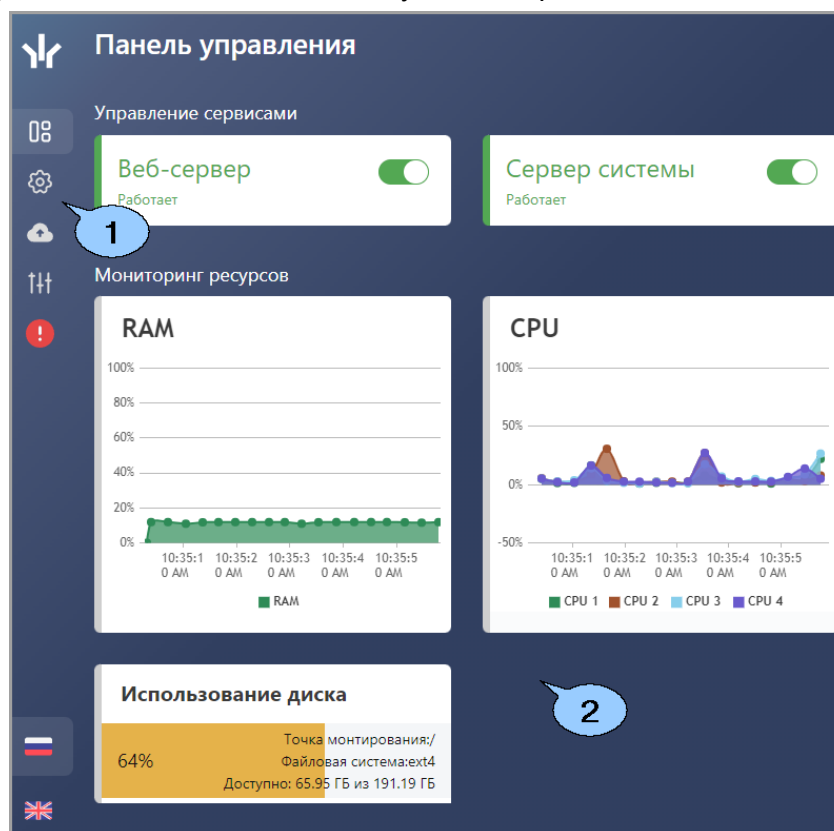 Панель управления
Управление сервисами
Веб-сервер
Работает
Сервер системы
Работает
1
Мониторинг ресурсов
RAM
100%
80%
60%
40%
20%
0%
10:35:1 10:35:2 10:35:3 10:35:4 10:35:5
0 AM 0 AM 0 AM 0 AM 0 AM
RAM
CPU
100%
50%
0%
-50%
10:35:1 10:35:2 10:35:3 10:35:4 10:35:5
0 AM 0 AM 0 AM 0 AM 0 AM
CPU 1 CPU 2 CPU 3 CPU 4
Использование диска
64%
Точка монтирования:/
Файловая система:ext4
Доступно: 65.95 ГБ из 191.19 ГБ
2